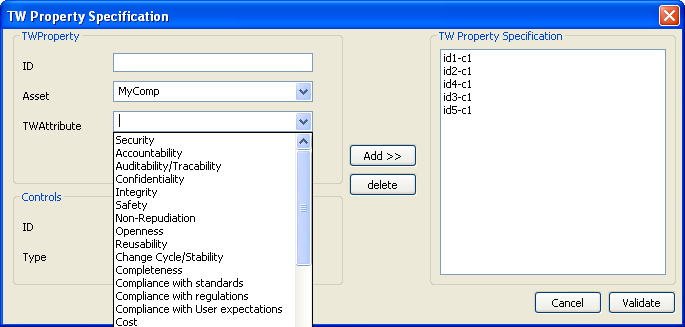 TW Property Specification
TWProperty
ID
Asset
MyComp
TWAttribute
Security
Accountability
Auditability/Tracability
Confidentiality
Integrity
Safety
Non-Repudiation
Openness
Reusability
Change Cycle/Stability
Completeness
Compliance with standards
Compliance with regulations
Compliance with User expectations
Cost
Controls
ID
Type
Add >>
delete
TW Property Specification
id1-c1
id2-c1
id4-c1
id3-c1
id5-c1
Cancel
Validate